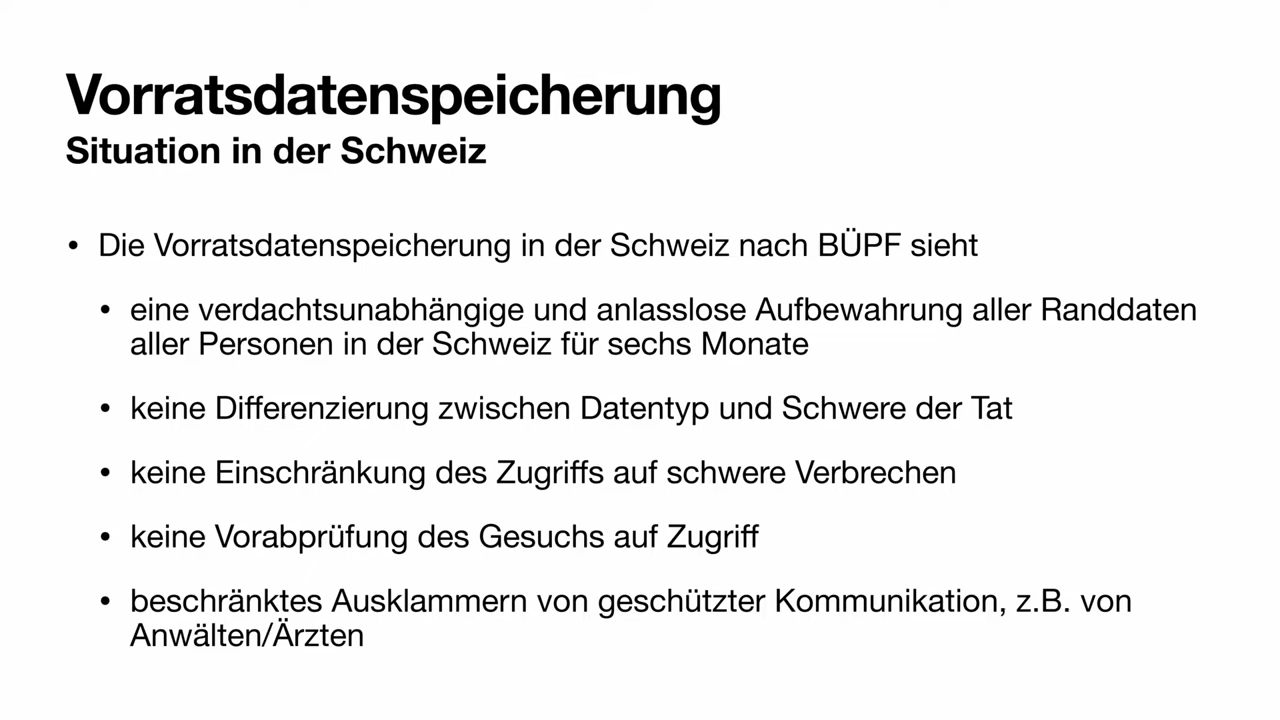 Vorratsdatenspeicherung
Situation in der Schweiz
• Die Vorratsdatenspeicherung in der Schweiz nach BÜPF sieht
• eine verdachtsunabhängige und anlasslose Aufbewahrung aller Randdaten
aller Personen in der Schweiz für sechs Monate
• keine Differenzierung zwischen Datentyp und Schwere der Tat
• keine Einschränkung des Zugriffs auf schwere Verbrechen
• keine Vorabprüfung des Gesuchs auf Zugriff
• beschränktes Ausklammern von geschützter Kommunikation, z.B. von
Anwälten/Ärzten